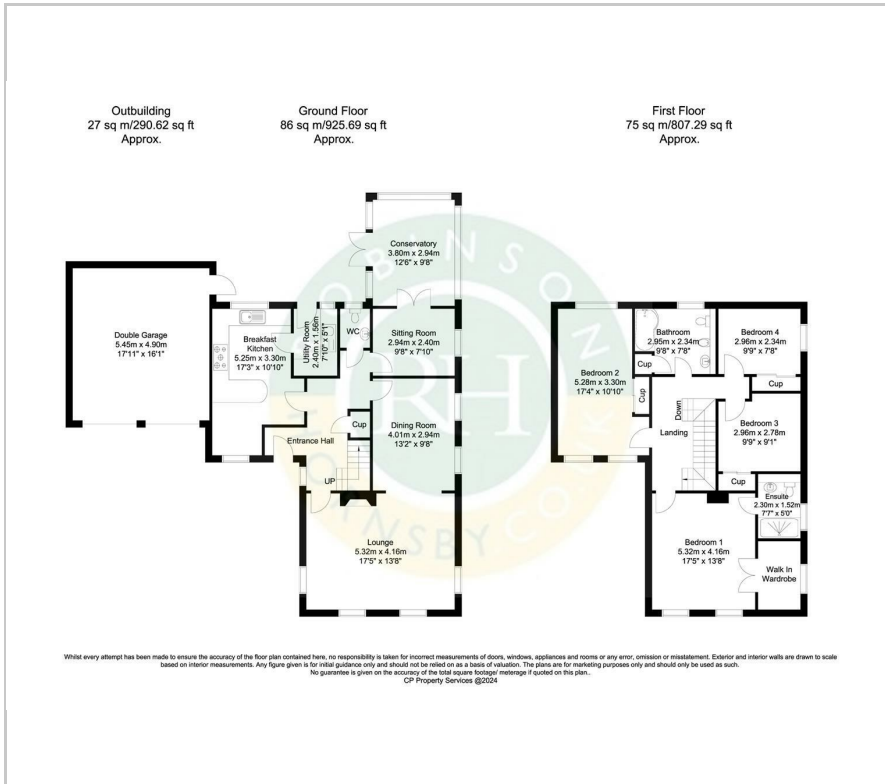 Outbuilding
27 sq m/290.62 sq ft
Approx.
Ground Floor
86 sq m/925.69 sq ft
Approx.
First Floor
75 sq m/807.29 sq ft
Approx.
Conservatory
3.80m x 2.94m
12'6" x 9'8"
Double Garage
5.45m x 4.90m
17'11" x 16'1"
Breakfast
Kitchen
5.25m x 3.30m
17'3" x 10'10"
Utility Room
2.40m x 1.56m
7'10" x 5'1"
WC
Sitting Room
2.94m x 2.40m
9'8" x 7'10"
Dining Room
4.01m x 2.94m
13'2" x 9'8"
Cup
Entrance Hall
UP
Lounge
5.32m x 4.16m
17'5" x 13'8"
Bedroom 2
5.28m x 3.30m
17'4" x 10'10"
Bathroom
2.95m x 2.34m
9'8" x 7'8"
Cup
Cup
Bedroom 4
2.96m x 2.34m
9'9" x 7'8"
Cup
Down
Landing
Bedroom 3
2.96m x 2.78m
9'9" x 9'1"
Cup
Ensuite
2.30m x 1.52m
7'7" x 5'0"
Bedroom 1
5.32m x 4.16m
17'5" x 13'8"
Walk In
Wardrobe
ROBINSON
RH
HORNSBY
CO.UK
Whilst every attempt has been made to ensure the accuracy of the floor plan contained here, no responsibility is taken for incorrect measurements of doors, windows, appliances and rooms or any error, omission or misstatement. Exterior and interior walls are drawn to scale
based on interior measurements. Any figure given is for initial guidance only and should not be relied on as a basis of valuation. The plans are for marketing purposes only and should only be used as such.
No guarantee is given on the accuracy of the total square footage/ meterage if quoted on this plan..
CP Property Services @2024